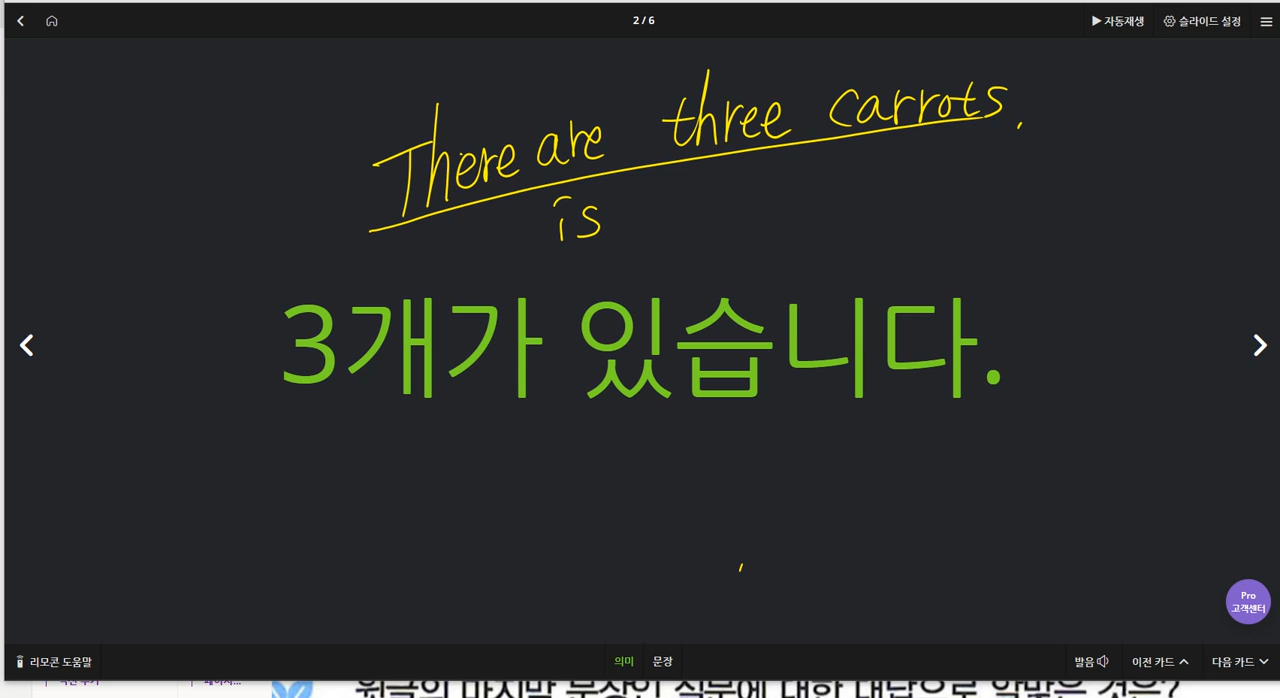 2 / 6
자동재생
슬라이드 설정
There are three carrots.
is
3개가 있습니다.
Pro
고객센터
리모콘 도움말
의미
문장
발음
이전 카드
다음 카드